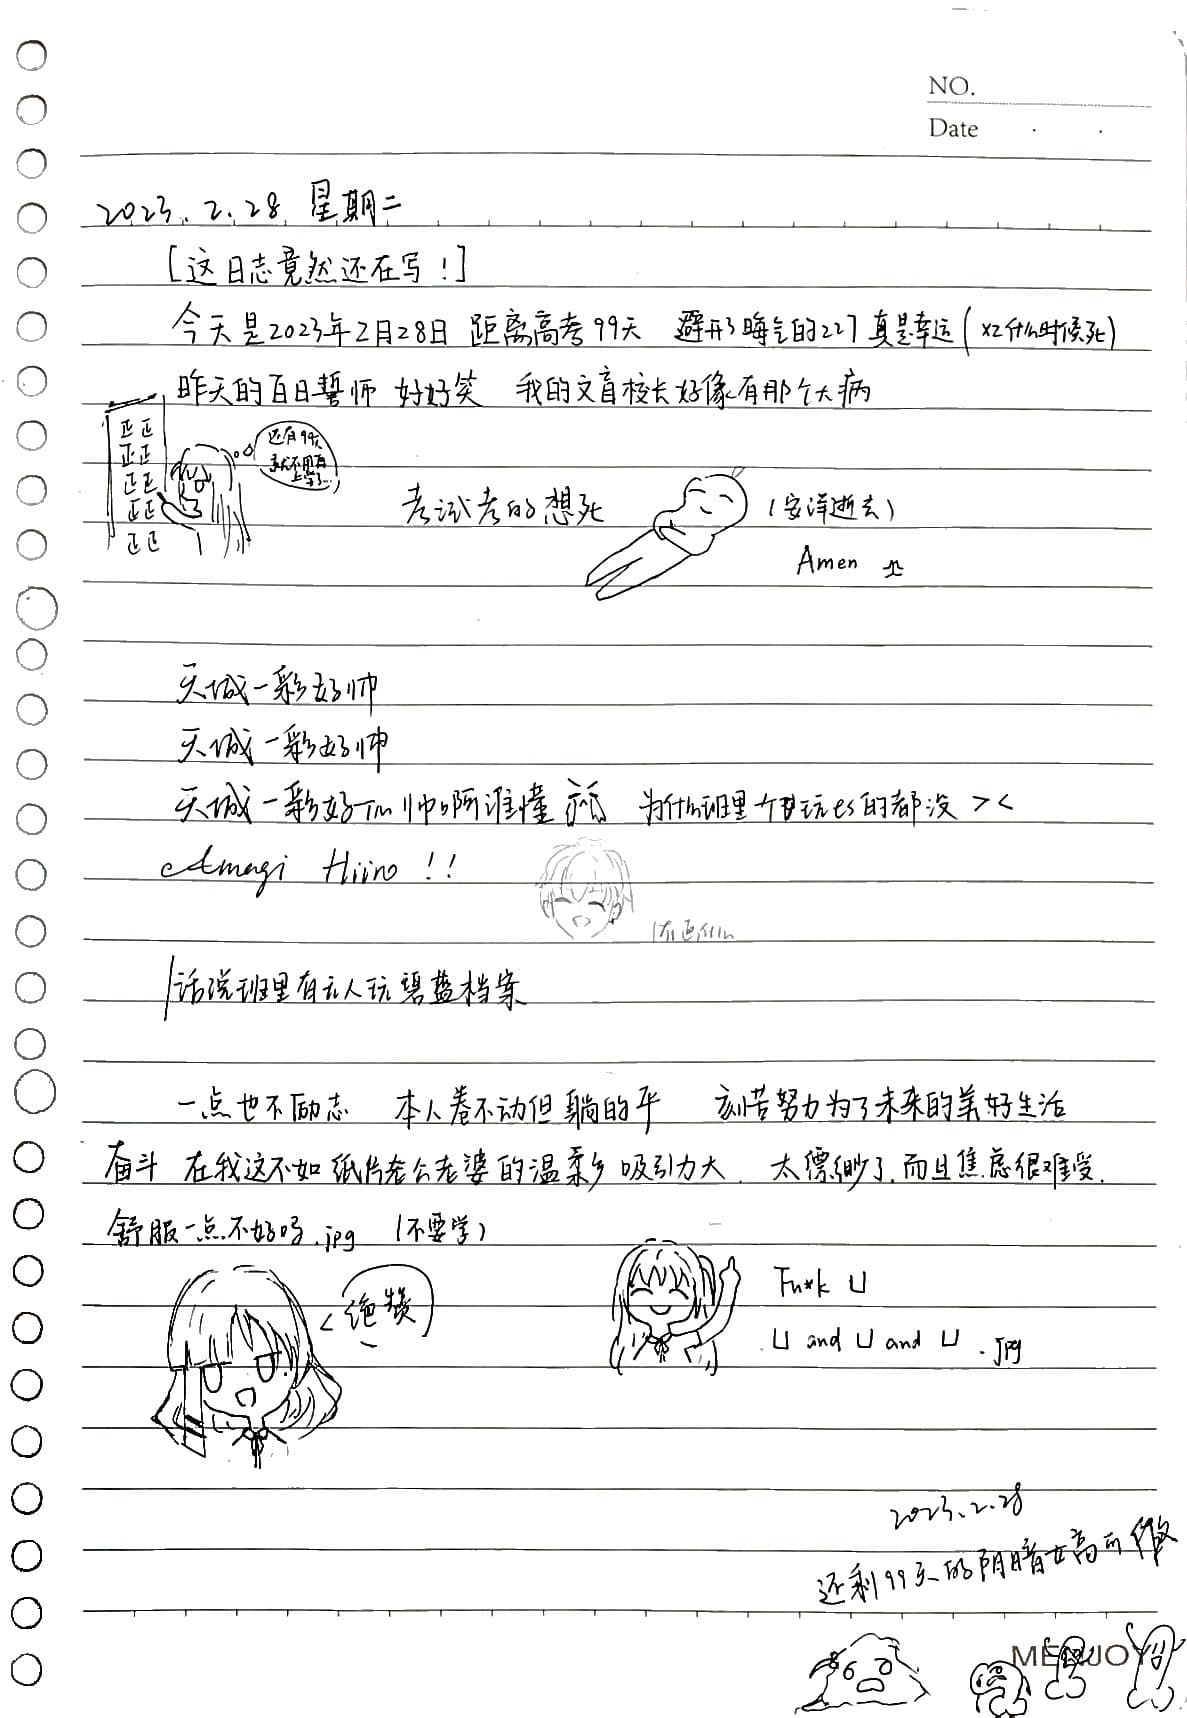 NO.
Date
2023.2.28 星期二
[这日志竟然还在写！]
今天是2023年2月28日 距离高考99天 避开了晦气的227真是幸运(xz什么时候死)
昨天的百日誓师 好好笑 我的文盲校长好像有那个大病
正正
正正
正正
正正
正正
还有99天
就不用再
上学了...
考试考的想死
(安详逝去)
Amen
天城一彩好帅
天城一彩好帅
天城一彩好TM帅啊谁懂 为什么班里 玩es的都没 ><
Amagi Hiiro !!
话说班里有无人玩碧蓝档案
一点也不励志 本人卷不动但躺的平 刻苦努力为了未来的美好生活
奋斗 在我这不如纸片老公老婆的温柔乡吸引力大. 太缥缈了.而且焦虑很难受.
舒服一点不好吗.jpg (不要学)
绝赞
Fu*k U
U and U and U .jpg
2023.2.28
还剩99天的阴暗女高所做
MENJOY